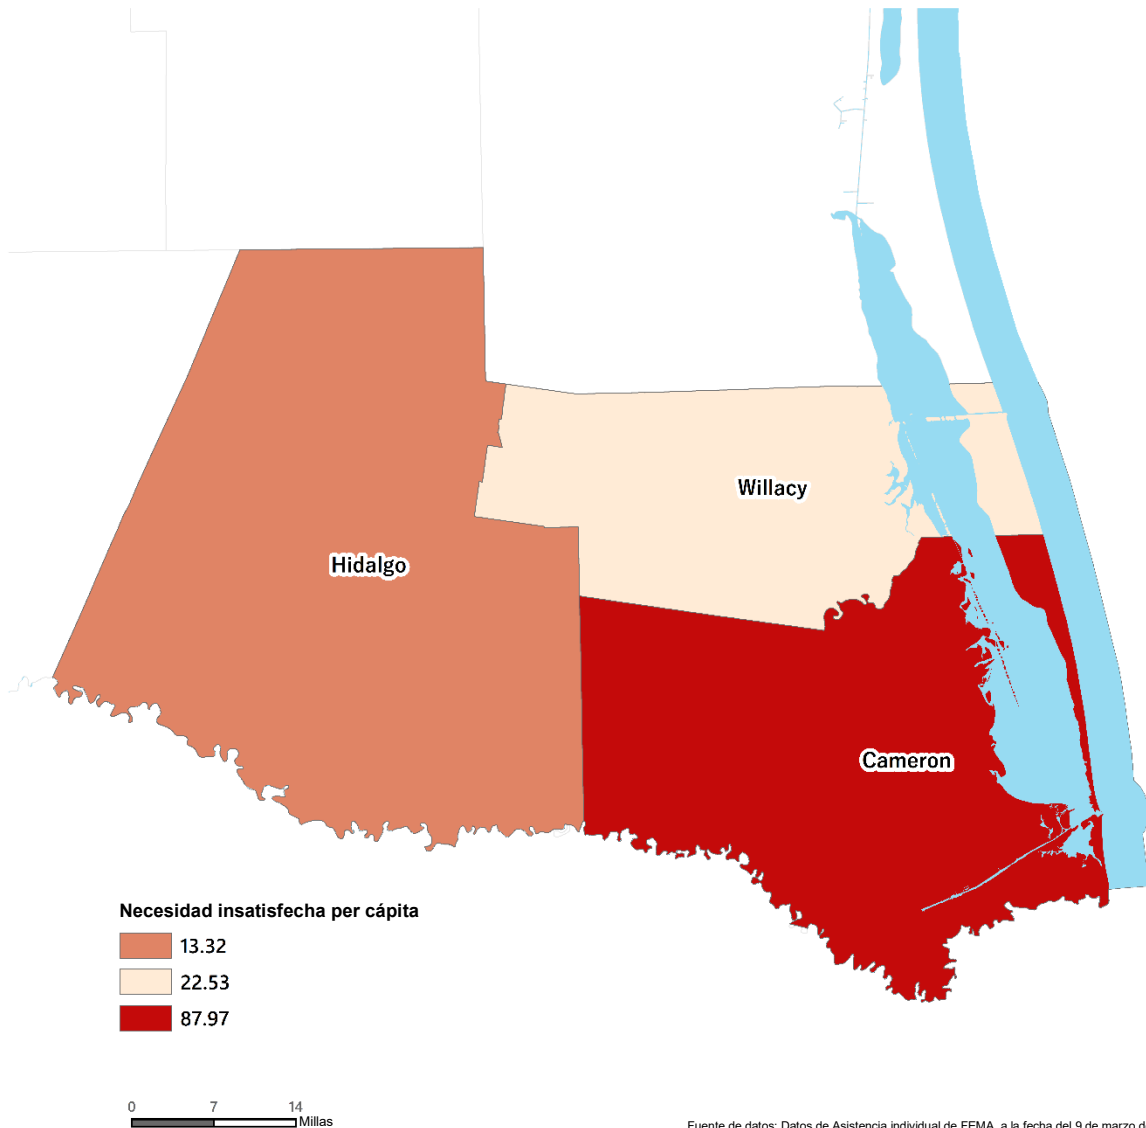 Willacy
Hidalgo
Cameron
Necesidad insatisfecha per cápita
13.32
22.53
87.97
0 7 14
Millas
Fuente de datos: Datos de Asistencia individual de FEMA, a la fecha del 9 de marzo d